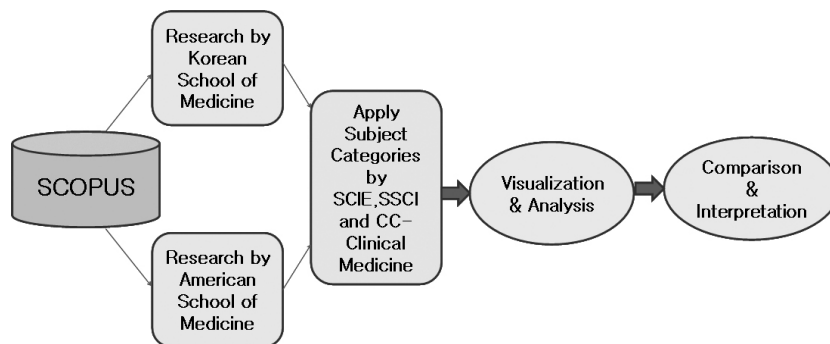 SCOPUS
Research by
Korean
School of
Medicine
Research by
American
School of
Medicine
Apply
Subject
Categories
by
SCIE,SSCI
and CC-
Clinical
Medicine
Visualization
& Analysis
Comparison
&
Interpretation